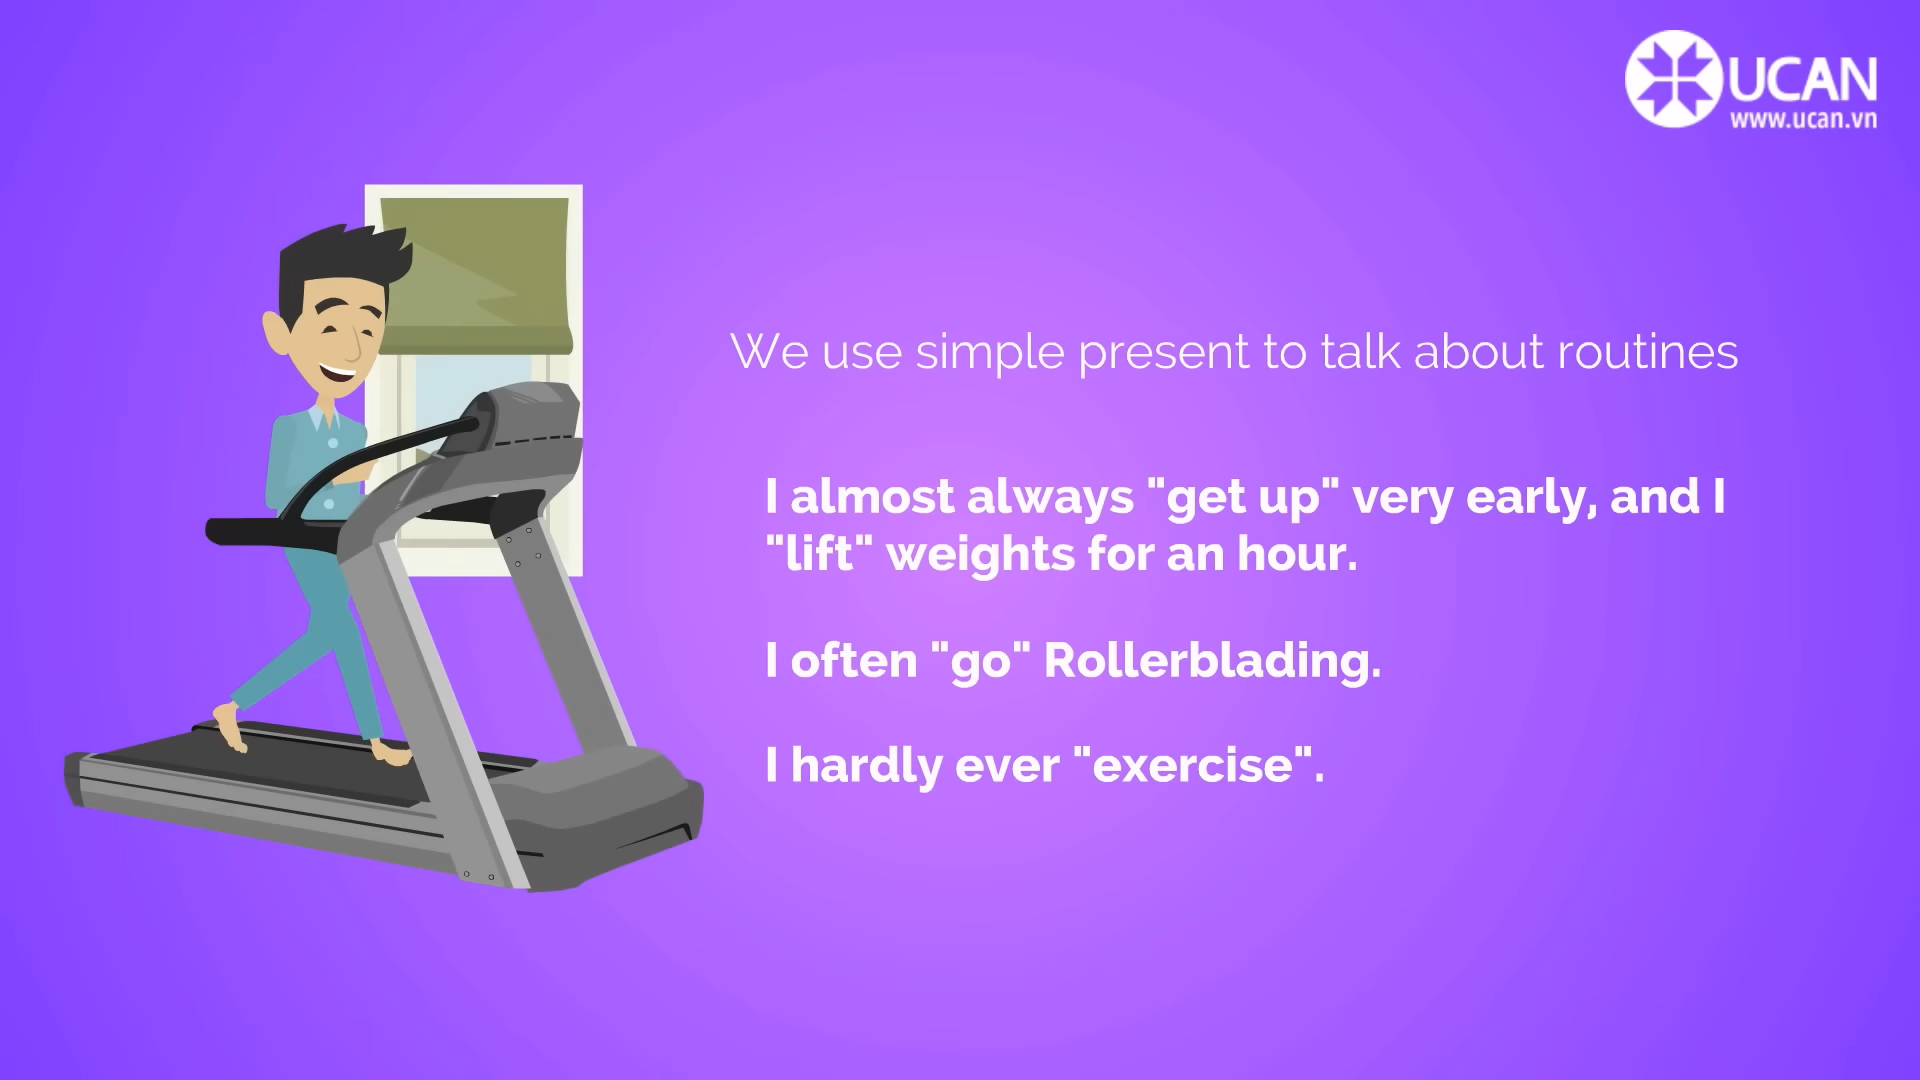 UCAN
www.ucan.vn
We use simple present to talk about routines
I almost always "get up" very early, and I
"lift" weights for an hour.
I often "go" Rollerblading.
I hardly ever "exercise".